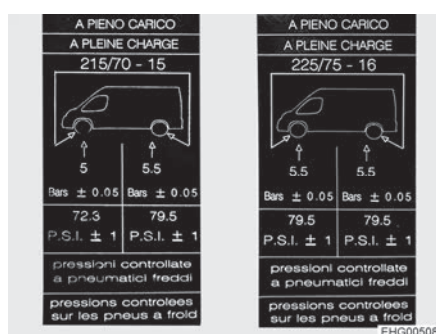 A PIENO CARICO
A PLEINE CHARGE
215/70 - 15
5
5.5
Bars ± 0.05
Bars ± 0.05
72.3
79.5
P.S.I. ± 1
P.S.I. ± 1
pressioni controllate
a pneumatici freddi
pressions controlees
sur les pneus a froid
A PIENO CARICO
A PLEINE CHARGE
225/75 - 16
5.5
5.5
Bars ± 0.05
Bars ± 0.05
79.5
79.5
P.S.I. ± 1
P.S.I. ± 1
pressioni controllate
a pneumatici freddi
pressions controlees
sur les pneus a froid
EHG00508